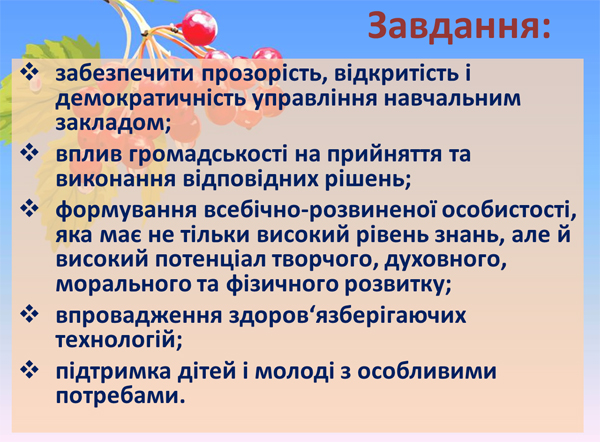 Завдання:
❖ забезпечити прозорість, відкритість і
демократичність управління навчальним
закладом;
❖ вплив громадськості на прийняття та
виконання відповідних рішень;
❖ формування всебічно-розвиненої особистості,
яка має не тільки високий рівень знань, але й
високий потенціал творчого, духовного,
морального та фізичного розвитку;
❖ впровадження здоров‘язберігаючих
технологій;
❖ підтримка дітей і молоді з особливими
потребами.